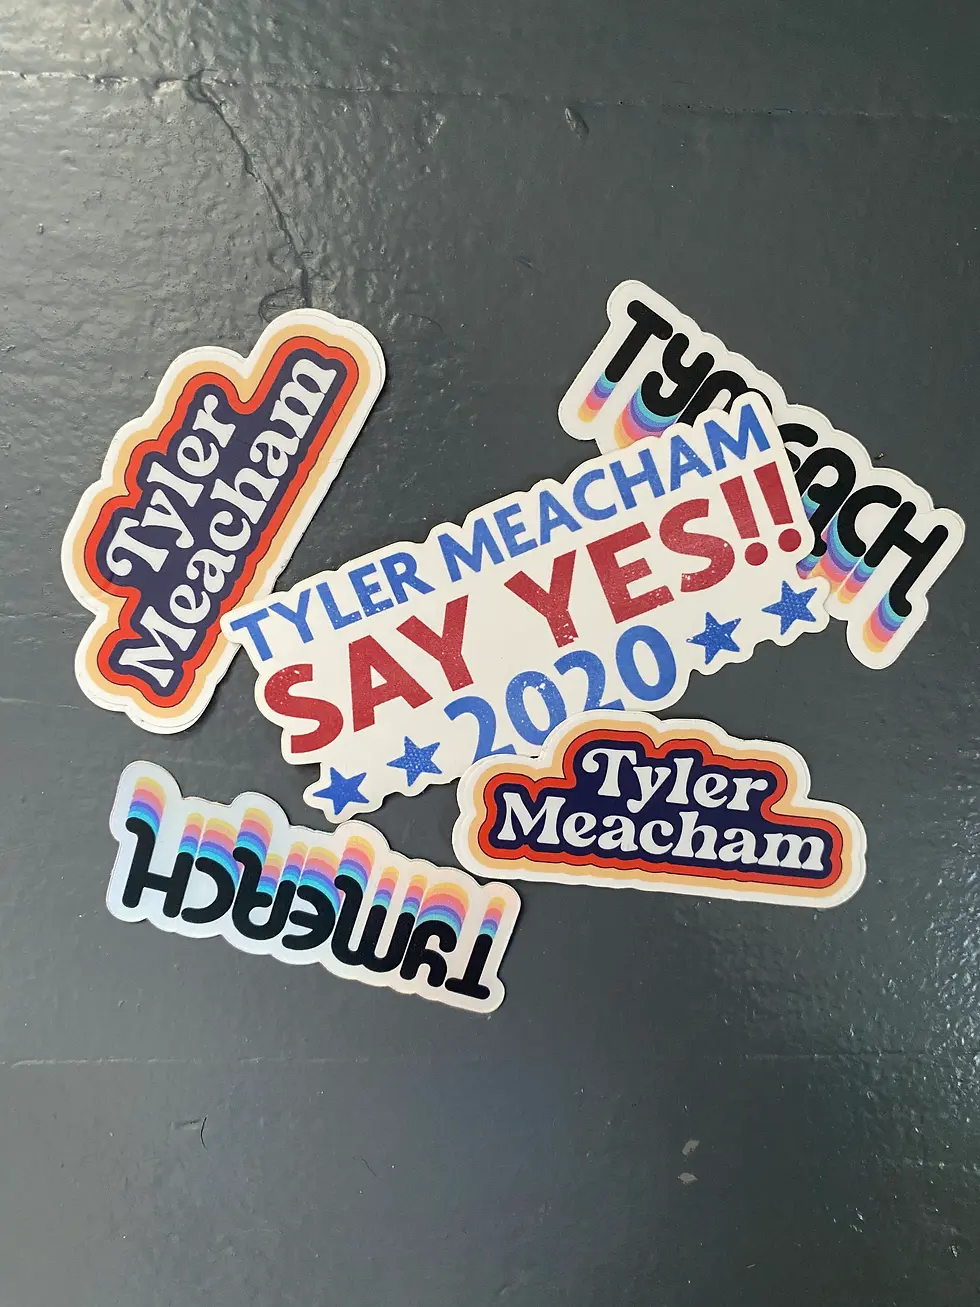 TYMEACH
Tyler
Meacham
TYLER MEACHAM
SAY YES!!
2020
Tyler
Meacham
TYMEACH